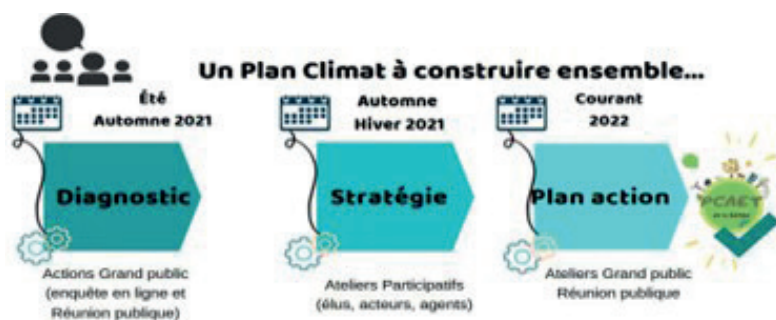 Un Plan Climat à construire ensemble...
Été
Automne 2021
Automne
Hiver 2021
Courant
2022
Diagnostic
Stratégie
Plan action
PCAET
Actions Grand public
(enquête en ligne et
Réunion publique)
Ateliers Participatifs
(élus, acteurs, agents)
Ateliers Grand public
Réunion publique